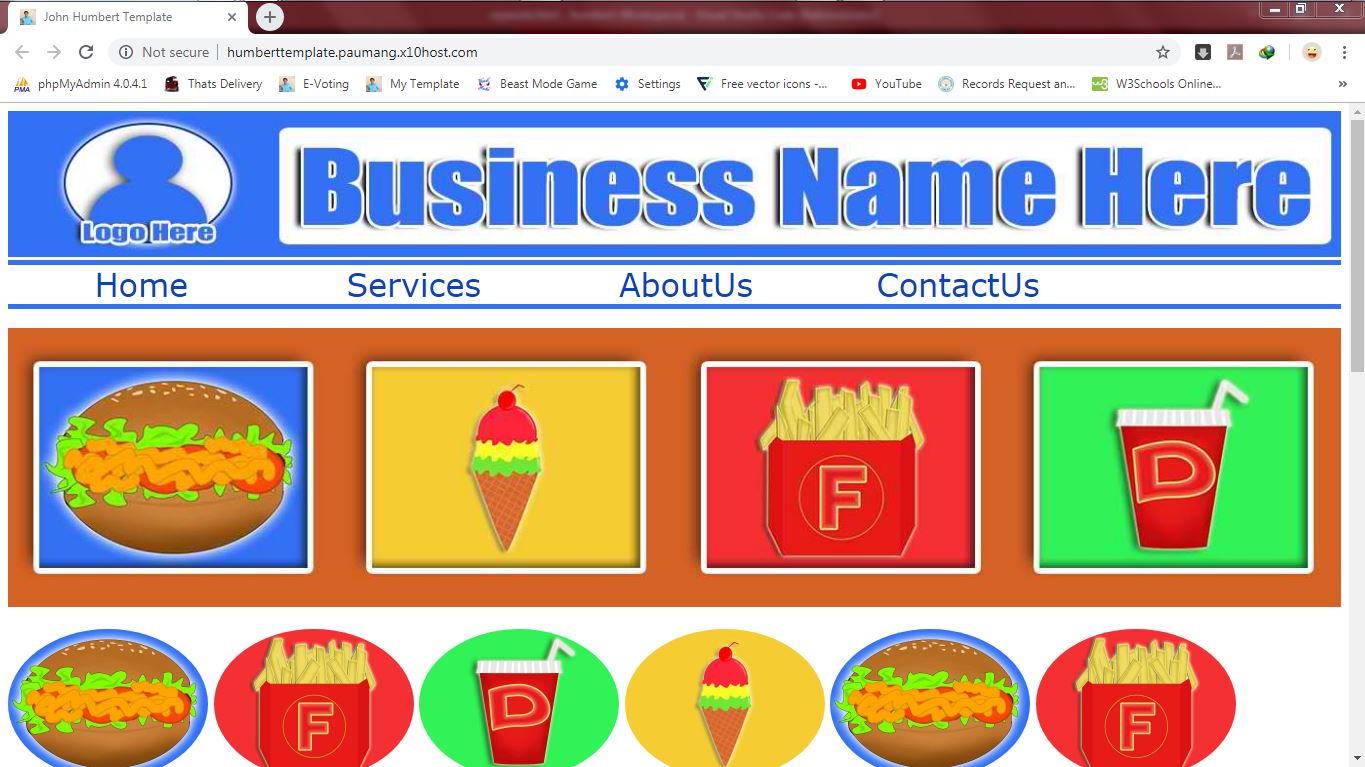 John Humbert Template
Not secure humberttemplate.paumang.x10host.com
phpMyAdmin 4.0.4.1 Thats Delivery E-Voting My Template Beast Mode Game Settings Free vector icons -... YouTube Records Request an... W3Schools Online...
Business Name Here
Logo Here
Home Services AboutUs ContactUs
F D
F D F